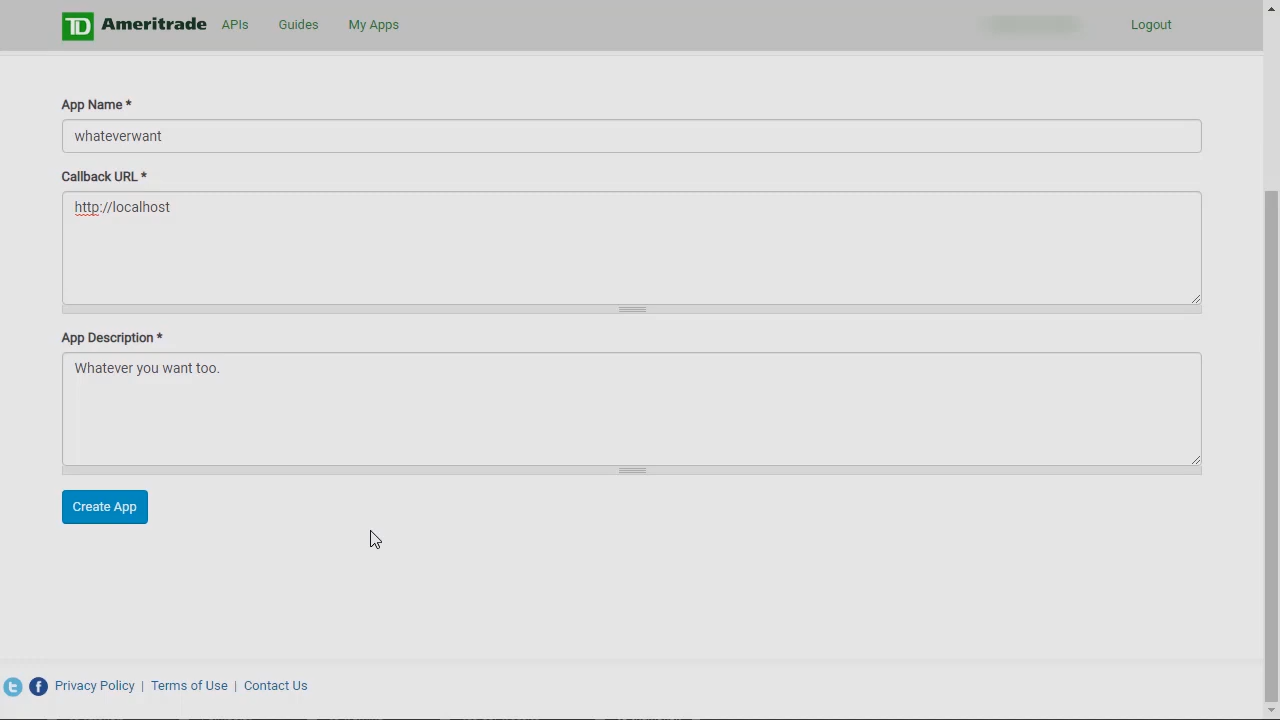 TD Ameritrade APIs Guides My Apps Logout
App Name *
whateverwant
Callback URL *
http://localhost
App Description *
Whatever you want too.
Create App
Privacy Policy | Terms of Use | Contact Us